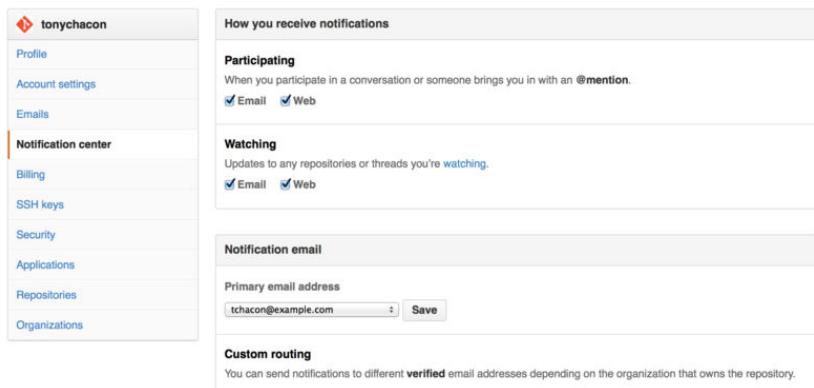 tonychacon
Profile
Account settings
Emails
Notification center
Billing
SSH keys
Security
Applications
Repositories
Organizations
How you receive notifications
Participating
When you participate in a conversation or someone brings you in with an @mention.
Email Web
Watching
Updates to any repositories or threads you're watching.
Email Web
Notification email
Primary email address
tchacon@example.com Save
Custom routing
You can send notifications to different verified email addresses depending on the organization that owns the repository.